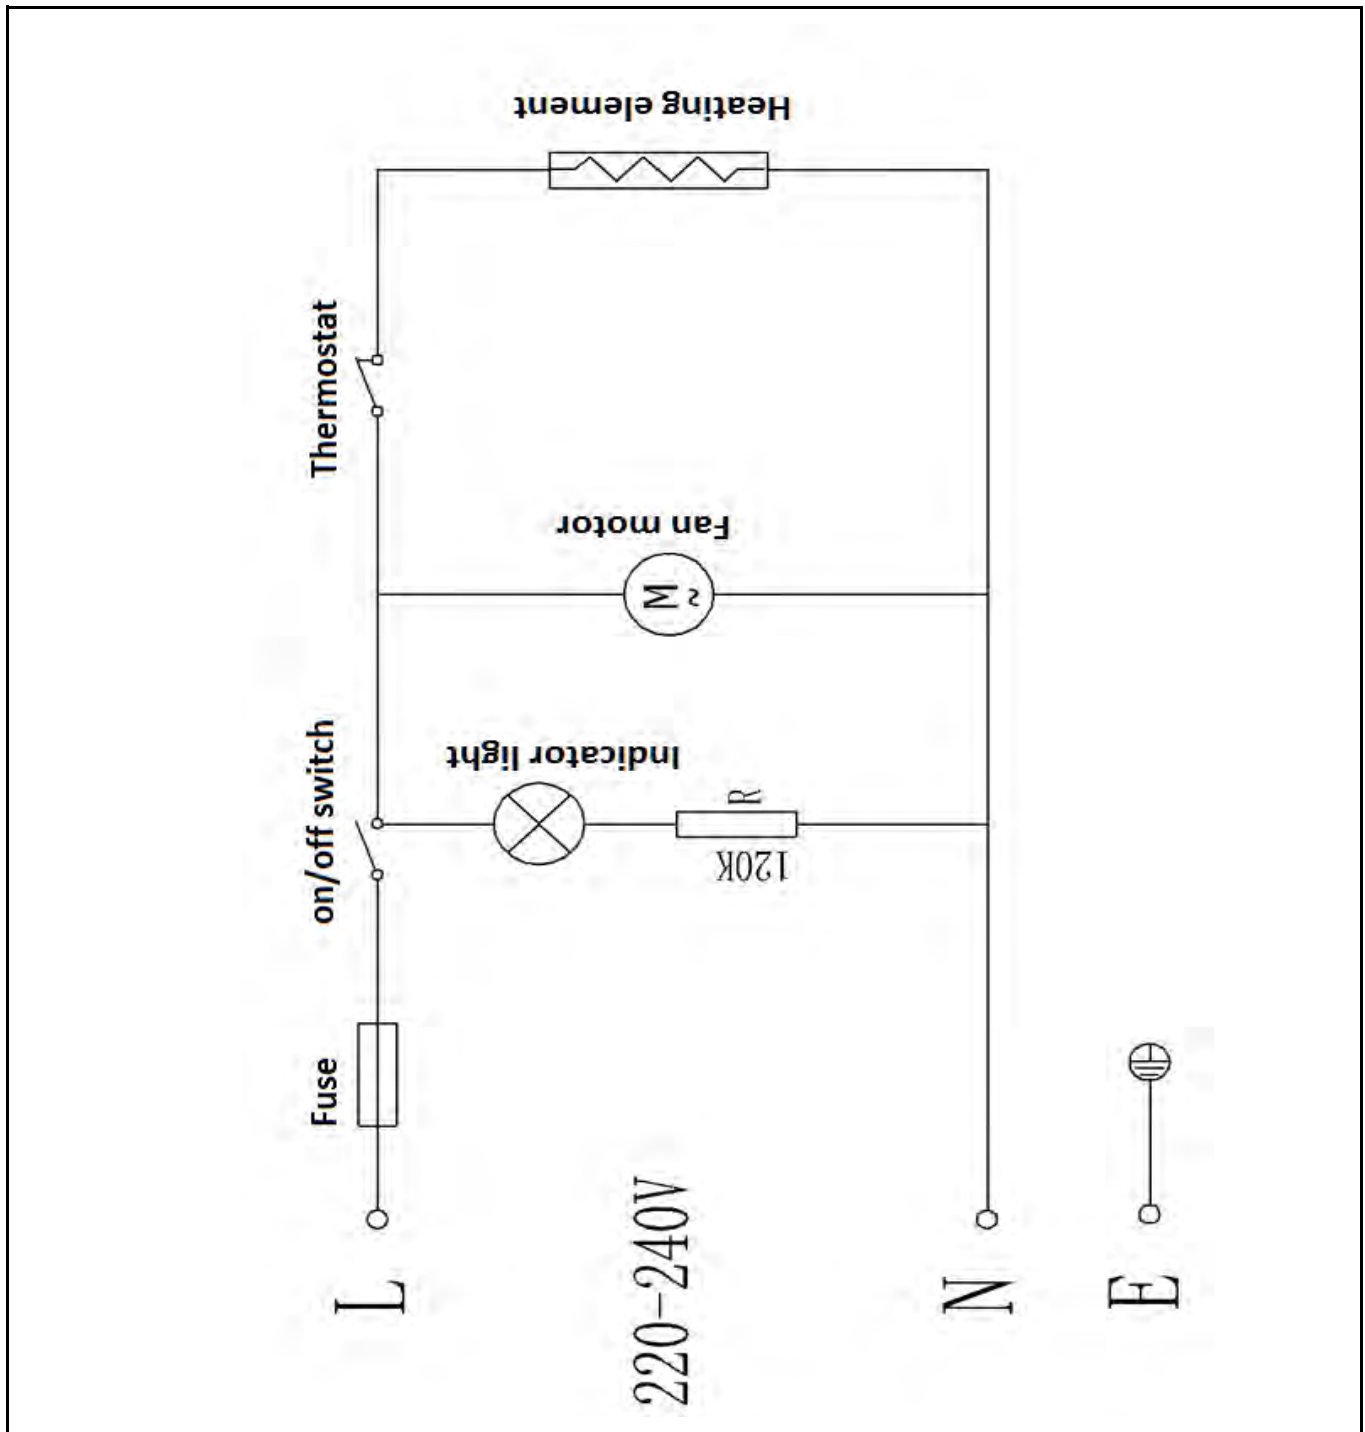 Heating element
Thermostat
Fan motor
M
~
on/off switch
Indicator light
R
120K
Fuse
220-240V
L
N
E